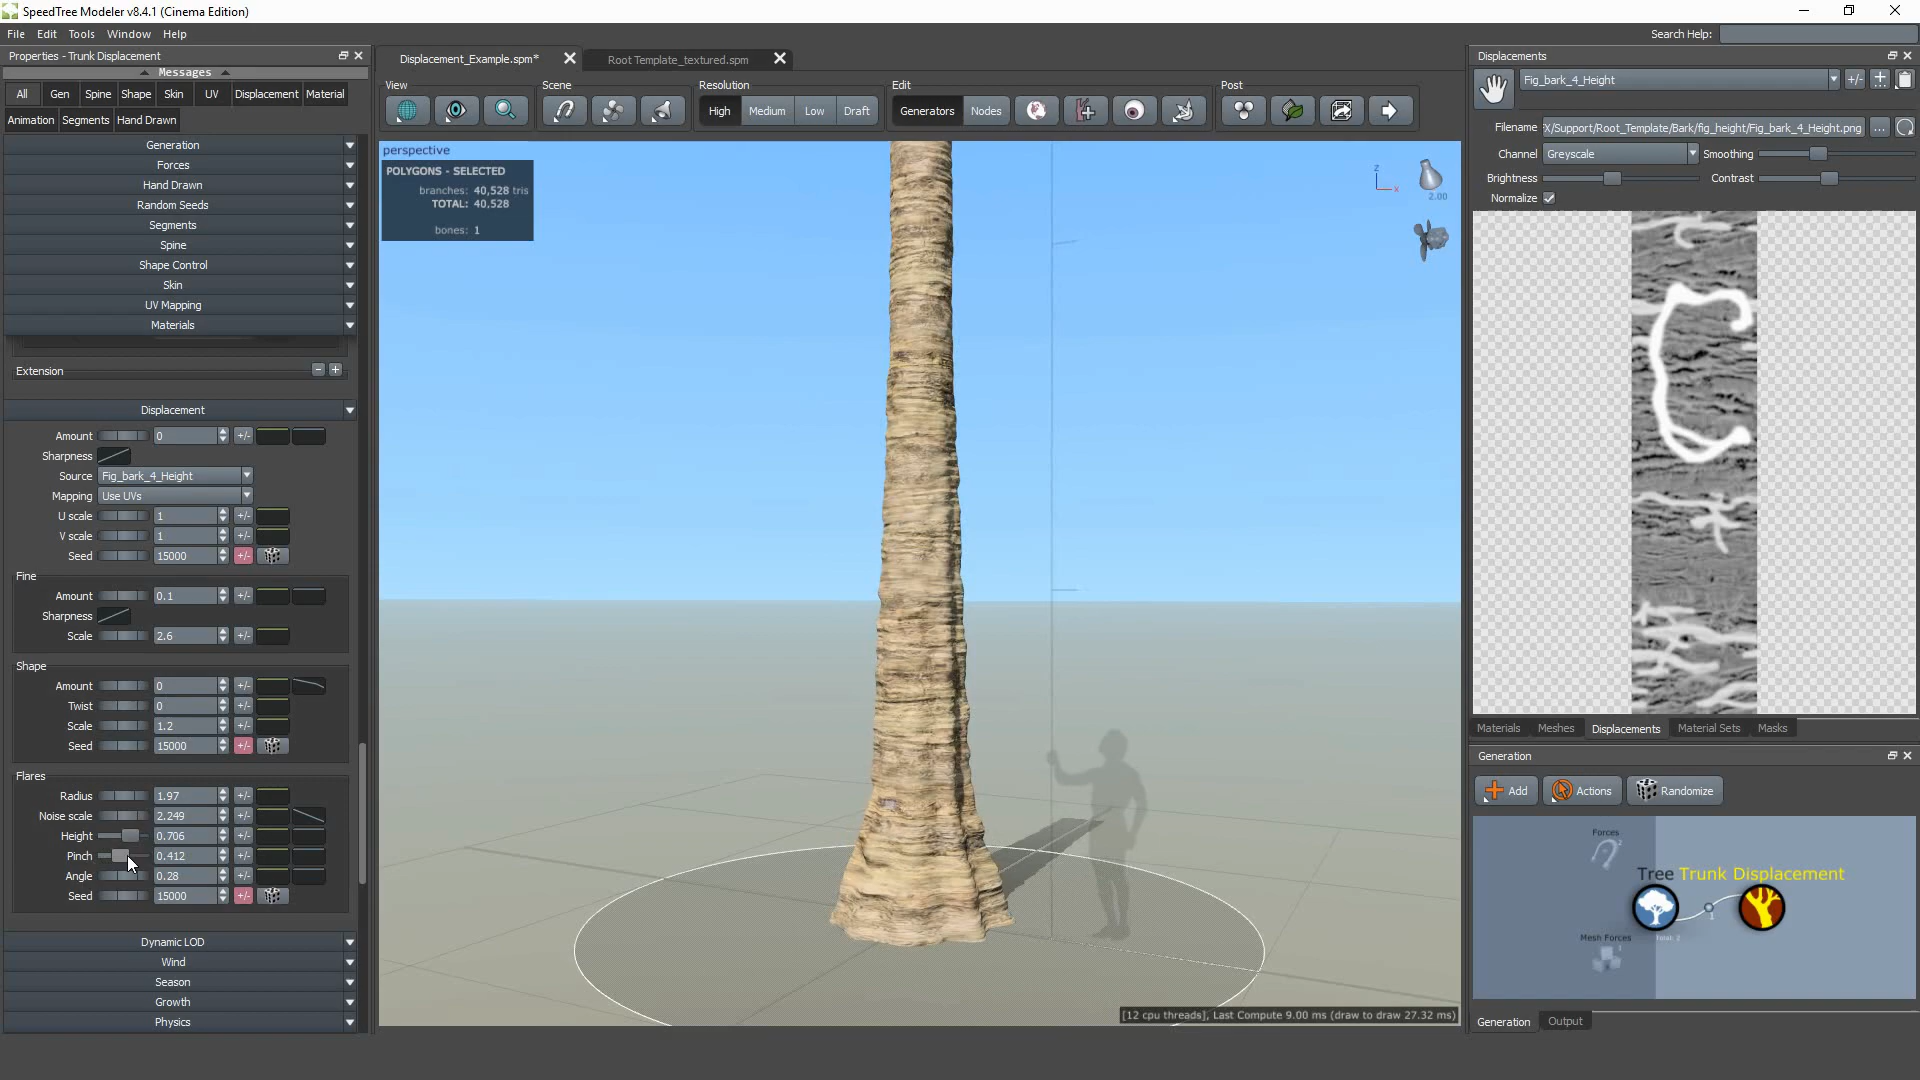 SpeedTree Modeler v8.4.1 (Cinema Edition)
File Edit Tools Window Help
Search Help:
Properties - Trunk Displacement
Messages
All Gen Spine Shape Skin UV Displacement Material
Animation Segments Hand Drawn
Generation
Forces
Hand Drawn
Random Seeds
Segments
Spine
Shape Control
Skin
UV Mapping
Materials
Extension
Displacement
Amount 0 +/-
Sharpness
Source Fig_bark_4_Height
Mapping Use UVs
U scale 1 +/-
V scale 1 +/-
Seed 15000 +/-
Fine
Amount 0.1 +/-
Sharpness
Scale 2.6 +/-
Shape
Amount 0 +/-
Twist 0 +/-
Scale 1.2 +/-
Seed 15000 +/-
Flares
Radius 1.97 +/-
Noise scale 2.249 +/-
Height 0.706 +/-
Pinch 0.412 +/-
Angle 0.28 +/-
Seed 15000 +/-
Dynamic LOD
Wind
Season
Growth
Physics
Displacement_Example.spm* Root Template_textured.spm
View Scene Resolution Edit Post
High Medium Low Draft Generators Nodes
perspective
POLYGONS - SELECTED
branches: 40,528 tris
TOTAL: 40,528
bones: 1
z
x
2.00
[12 cpu threads], Last Compute 9.00 ms (draw to draw 27.32 ms)
Displacements
Fig_bark_4_Height +/-
Filename X/Support/Root_Template/Bark/fig_height/Fig_bark_4_Height.png ...
Channel Greyscale Smoothing
Brightness Contrast
Normalize
Materials Meshes Displacements Material Sets Masks
Generation
Add Actions Randomize
Forces
Tree Trunk Displacement
1
Mesh Forces
Total: 2
Generation Output